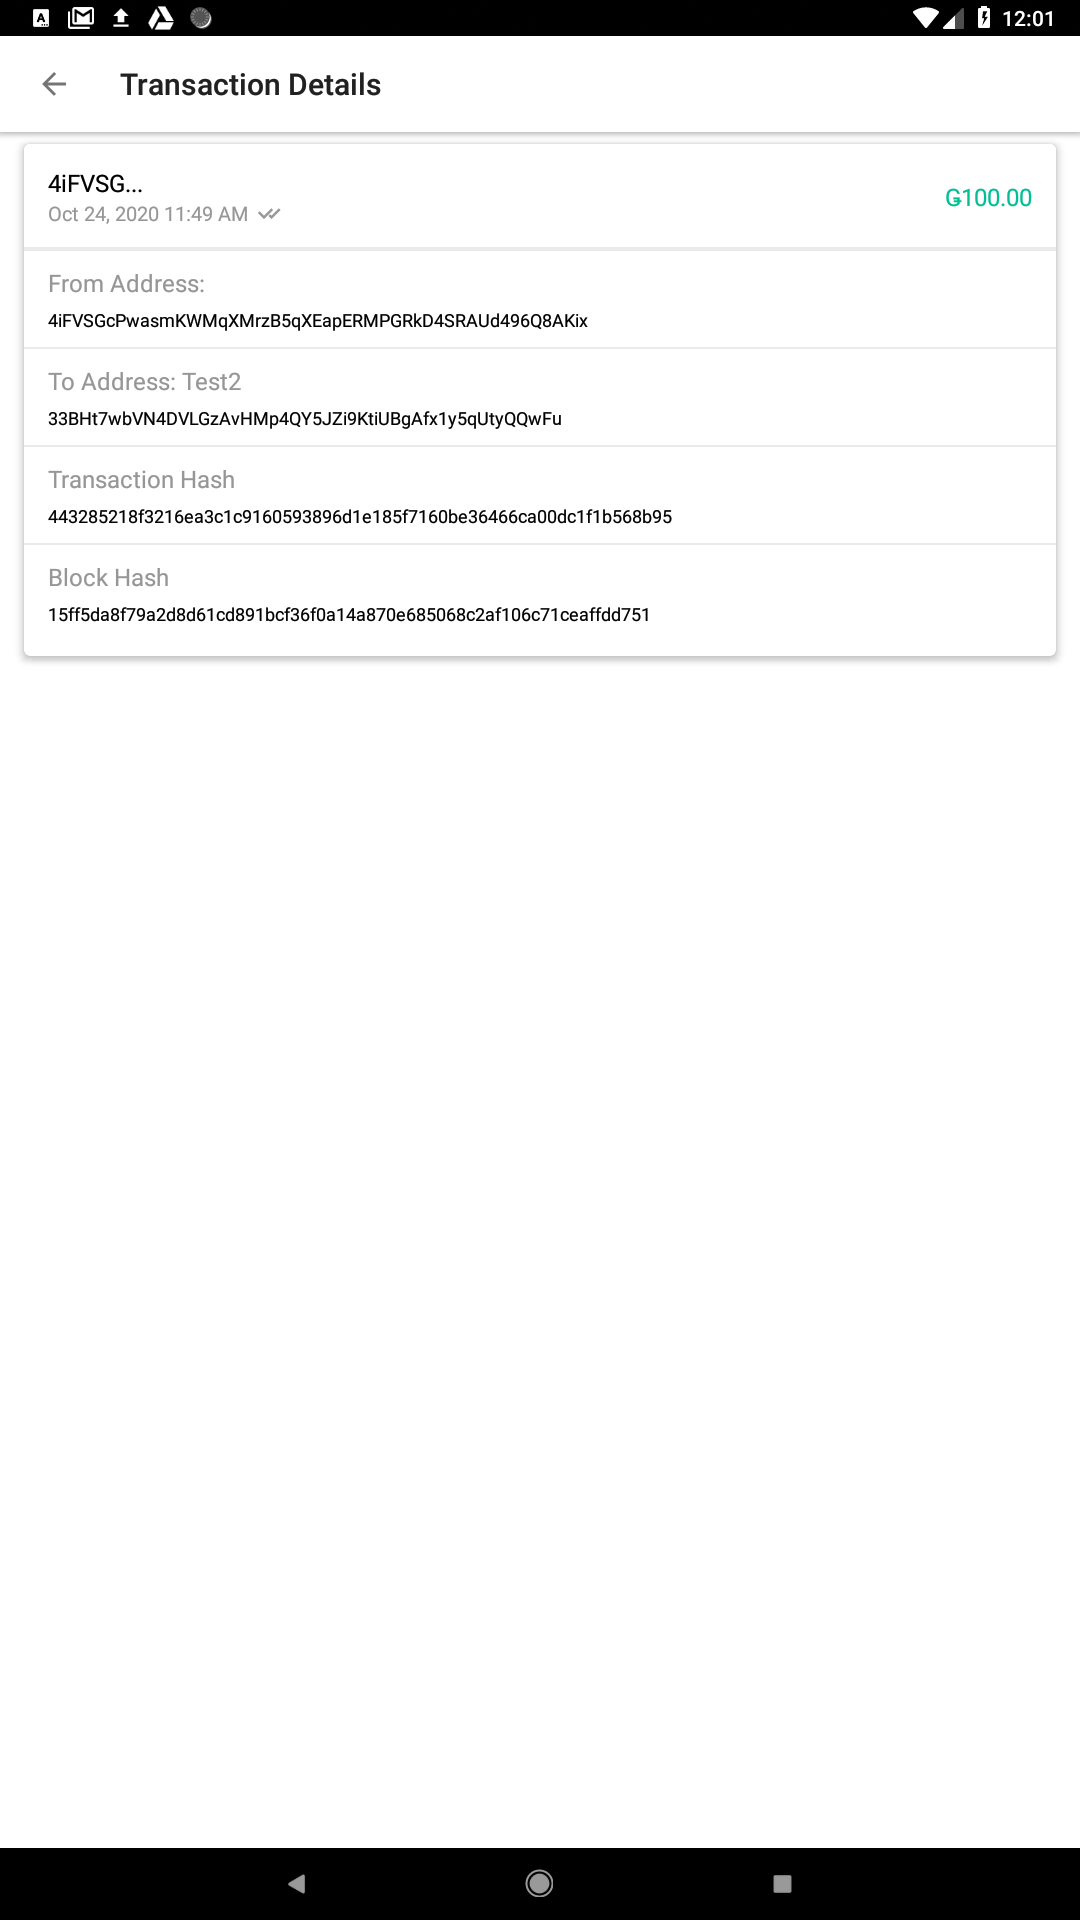 12:01
Transaction Details
4iFVSG...
Oct 24, 2020 11:49 AM
Ǥ100.00
From Address:
4iFVSGcPwasmKWMqXMrzB5qXEapERMPGRkD4SRAUd496Q8AKix
To Address: Test2
33BHt7wbVN4DVLGzAvHMp4QY5JZi9KtiUBgAfx1y5qUtyQQwFu
Transaction Hash
443285218f3216ea3c1c9160593896d1e185f7160be36466ca00dc1f1b568b95
Block Hash
15ff5da8f79a2d8d61cd891bcf36f0a14a870e685068c2af106c71ceaffdd751